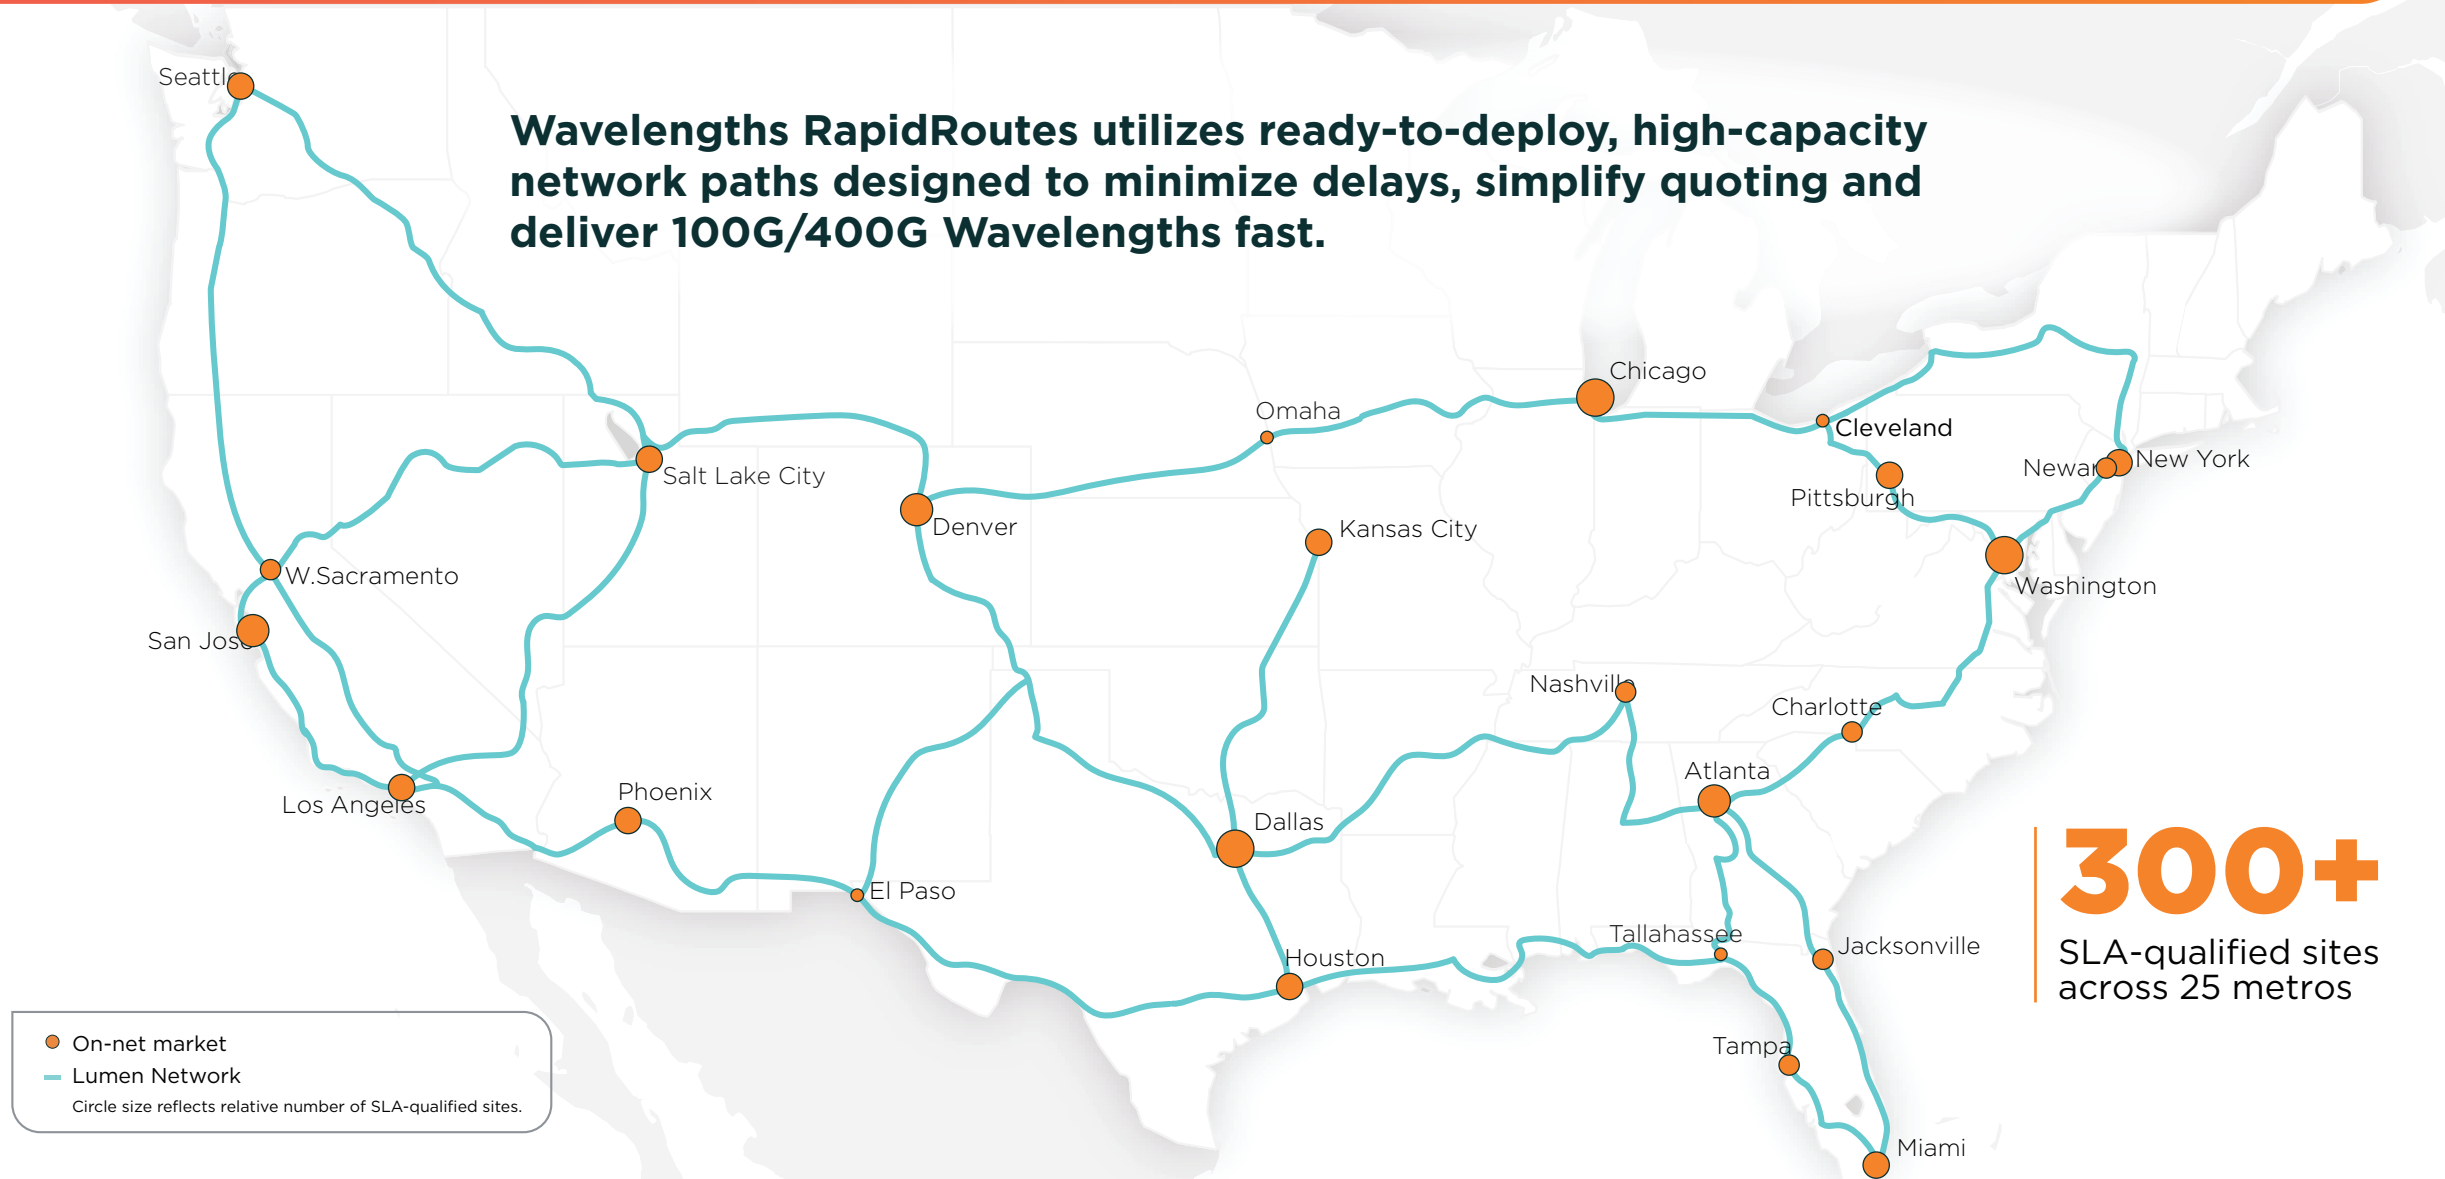 Seattle
Wavelengths RapidRoutes utilizes ready-to-deploy, high-capacity
network paths designed to minimize delays, simplify quoting and
deliver 100G/400G Wavelengths fast.
Chicago
Omaha
Cleveland
Salt Lake City
Newark
New York
Pittsburgh
Denver
Kansas City
W.Sacramento
Washington
San Jose
Nashville
Charlotte
Atlanta
Phoenix
Los Angeles
Dallas
El Paso
300+
SLA-qualified sites
across 25 metros
Tallahassee
Jacksonville
Houston
Tampa
Miami
On-net market
Lumen Network
Circle size reflects relative number of SLA-qualified sites.